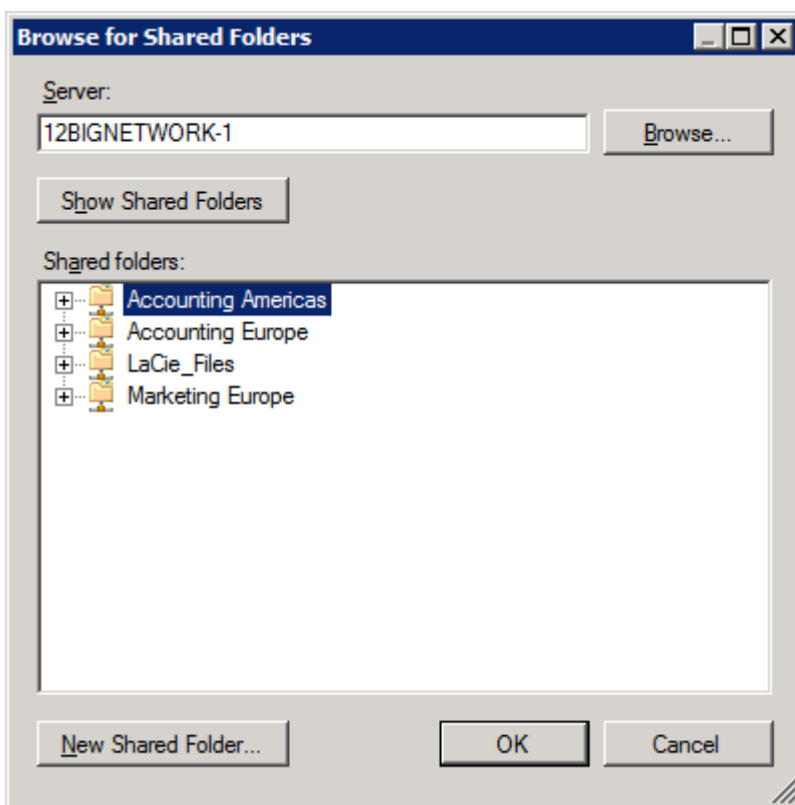 Browse for Shared Folders
Server:
12BIGNETWORK-1
Browse...
Show Shared Folders
Shared folders:
Accounting Americas
Accounting Europe
LaCie_Files
Marketing Europe
New Shared Folder...
OK
Cancel